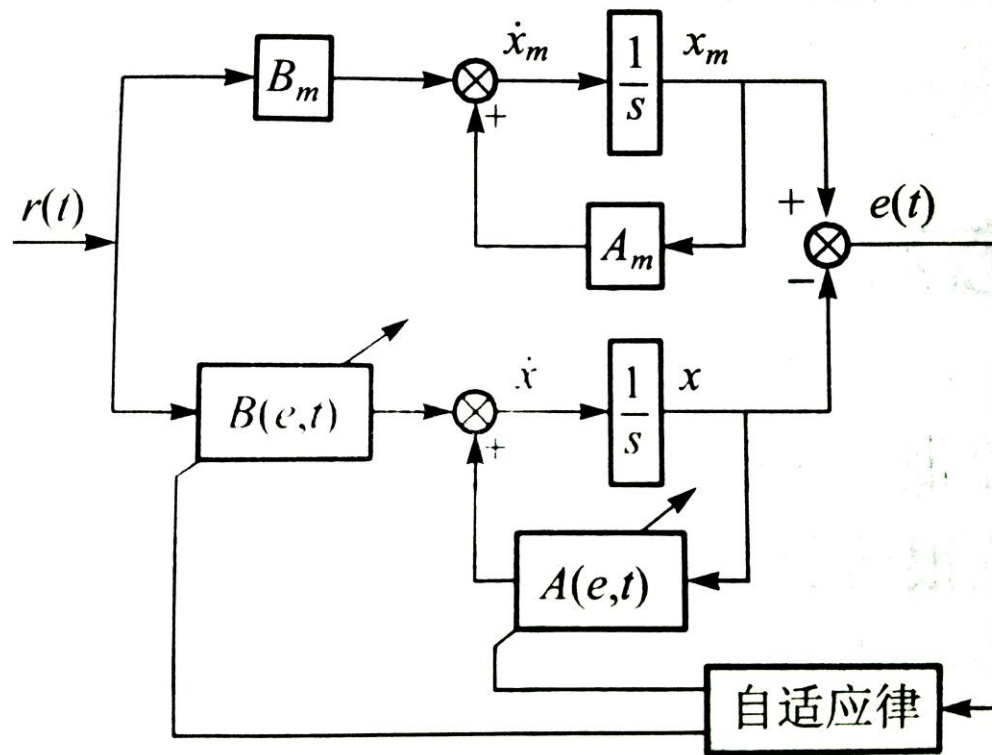 B_m
ẋ_m
1/s
x_m
+
r(t)
A_m
+
e(t)
−
B(e,t)
ẋ
1/s
x
+
A(e,t)
自适应律